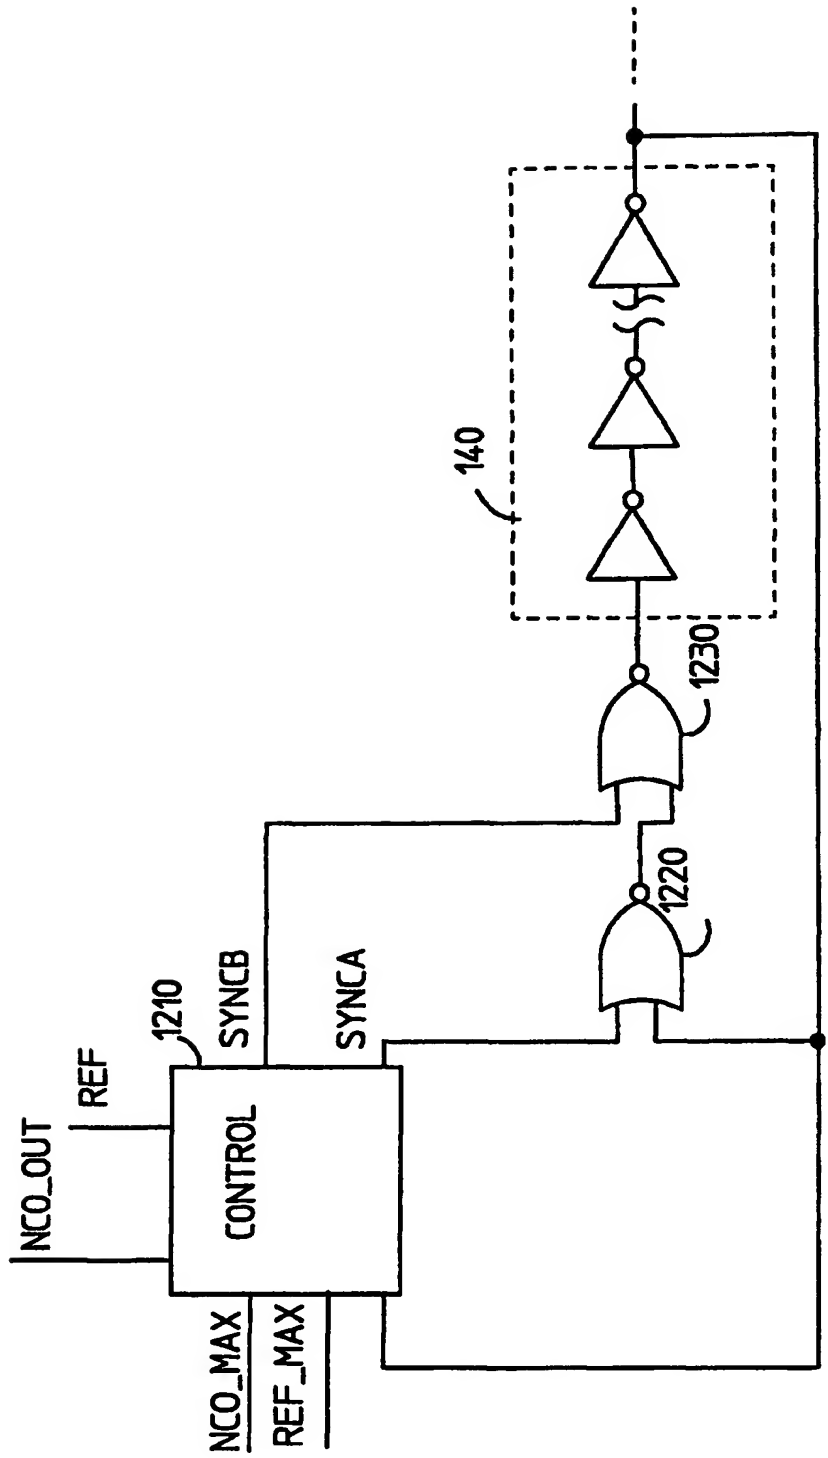 NCO_OUT
REF
1210
SYNCB
SYNCA
CONTROL
NCO_MAX
REF_MAX
1220
1230
140